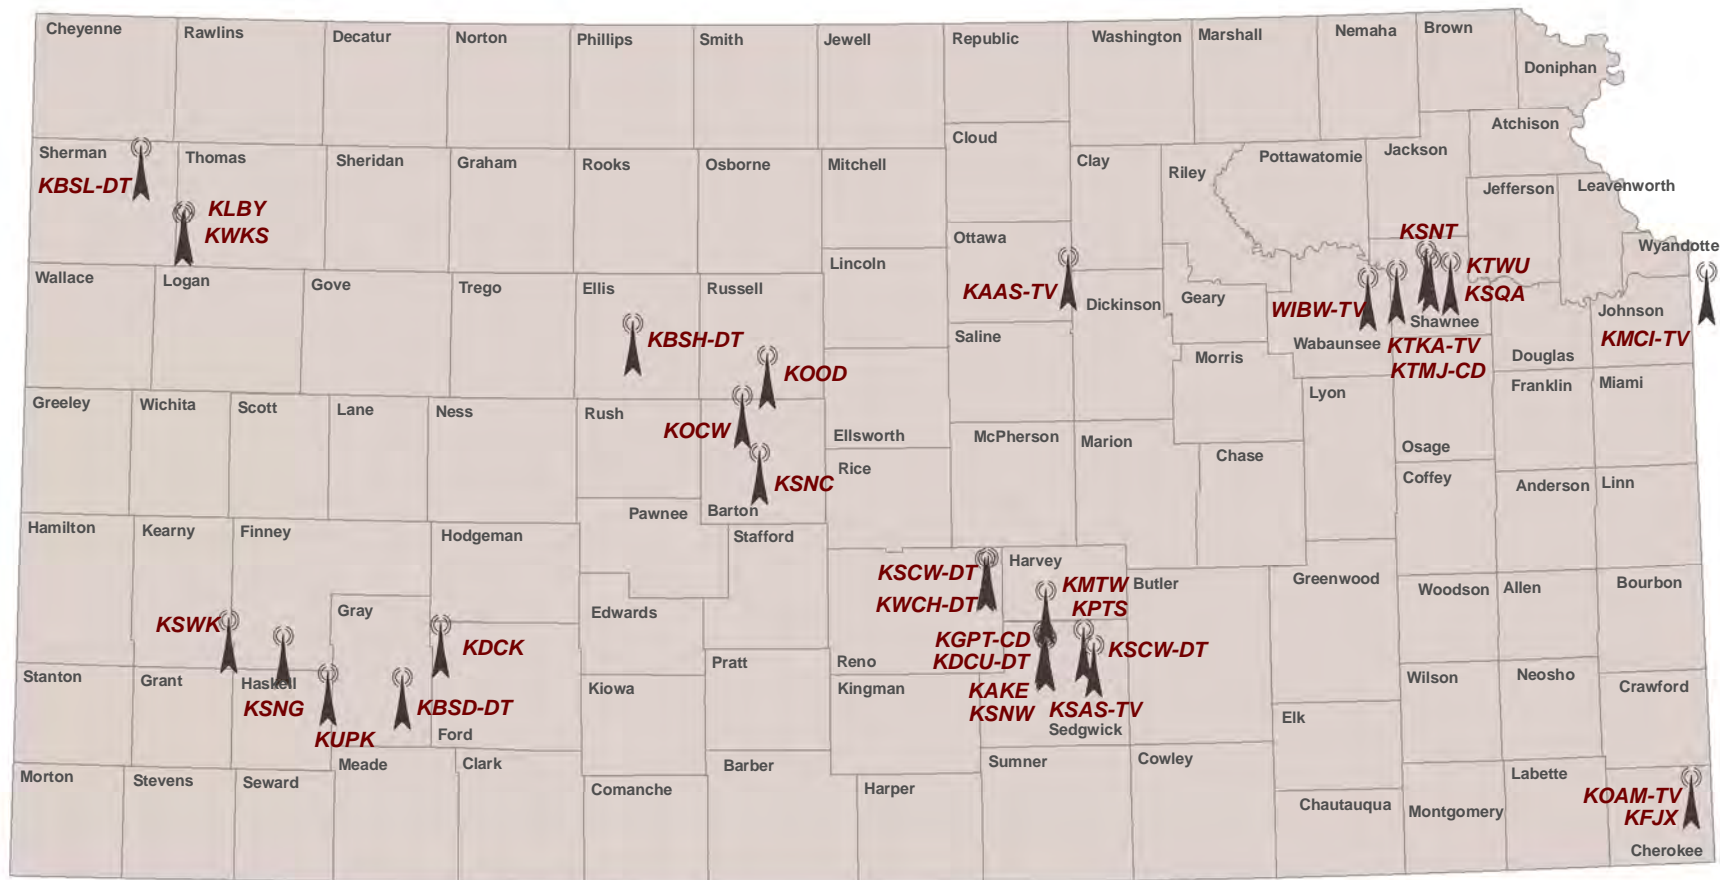 Cheyenne
Rawlins
Decatur
Norton
Phillips
Smith
Jewell
Republic
Washington
Marshall
Nemaha
Brown
Doniphan
Sherman
Thomas
Sheridan
Graham
Rooks
Osborne
Mitchell
Cloud
Clay
Riley
Pottawatomie
Jackson
Atchison
Jefferson
Leavenworth
KBSL-DT
KLBY
KWKS
Ottawa
KSNT
Wyandotte
Wallace
Logan
Gove
Trego
Ellis
Russell
Lincoln
KAAS-TV
Dickinson
Geary
WIBW-TV
KTWU
KSQA
Shawnee
Johnson
KMCI-TV
KBSH-DT
KOOD
Saline
Morris
Wabaunsee
KTKA-TV
KTMJ-CD
Douglas
Greeley
Wichita
Scott
Lane
Ness
Rush
KOCW
Ellsworth
McPherson
Marion
Chase
Lyon
Osage
Franklin
Miami
KSNC
Rice
Coffey
Anderson
Linn
Pawnee
Barton
Hamilton
Kearny
Finney
Hodgeman
Stafford
KSCW-DT
KWCH-DT
Harvey
KMTW
KPTS
Butler
Greenwood
Woodson
Allen
Bourbon
KSWK
Gray
KDCK
Edwards
KGPT-CD
KDCU-DT
KSCW-DT
Stanton
Grant
Haskell
KSNG
KUPK
KBSD-DT
Ford
Kiowa
Pratt
Reno
Kingman
KAKE
KSNW
KSAS-TV
Sedgwick
Elk
Wilson
Neosho
Crawford
Morton
Stevens
Seward
Meade
Clark
Comanche
Barber
Harper
Sumner
Cowley
Chautauqua
Montgomery
Labette
KOAM-TV
KFJX
Cherokee